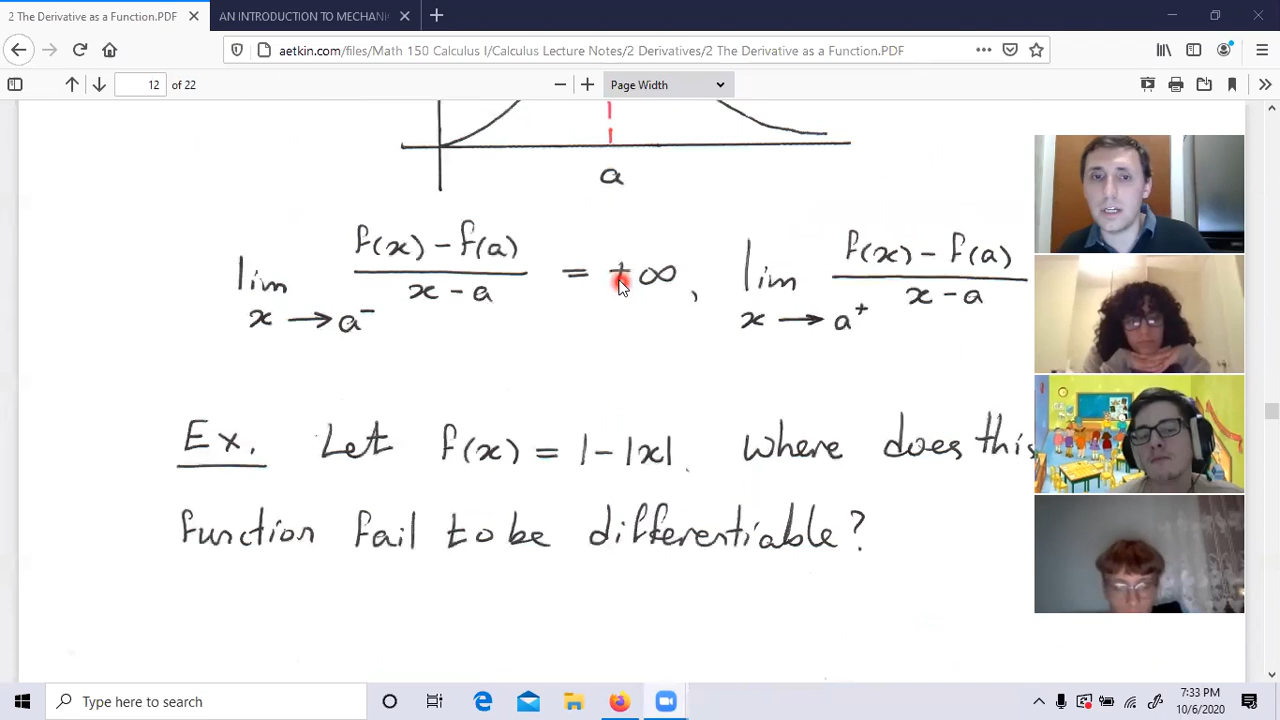 2 The Derivative as a Function.PDF
AN INTRODUCTION TO MECHANI
aetkin.com/files/Math 150 Calculus I/Calculus Lecture Notes/2 Derivatives/2 The Derivative as a Function.PDF
12 of 22
Page Width
a
lim x → a⁻ f(x) - f(a) / x - a = +∞, lim x → a⁺ f(x) - f(a) / x - a
Ex. Let f(x) = 1 - |x|. Where does this
function fail to be differentiable?
Type here to search
7:33 PM
10/6/2020